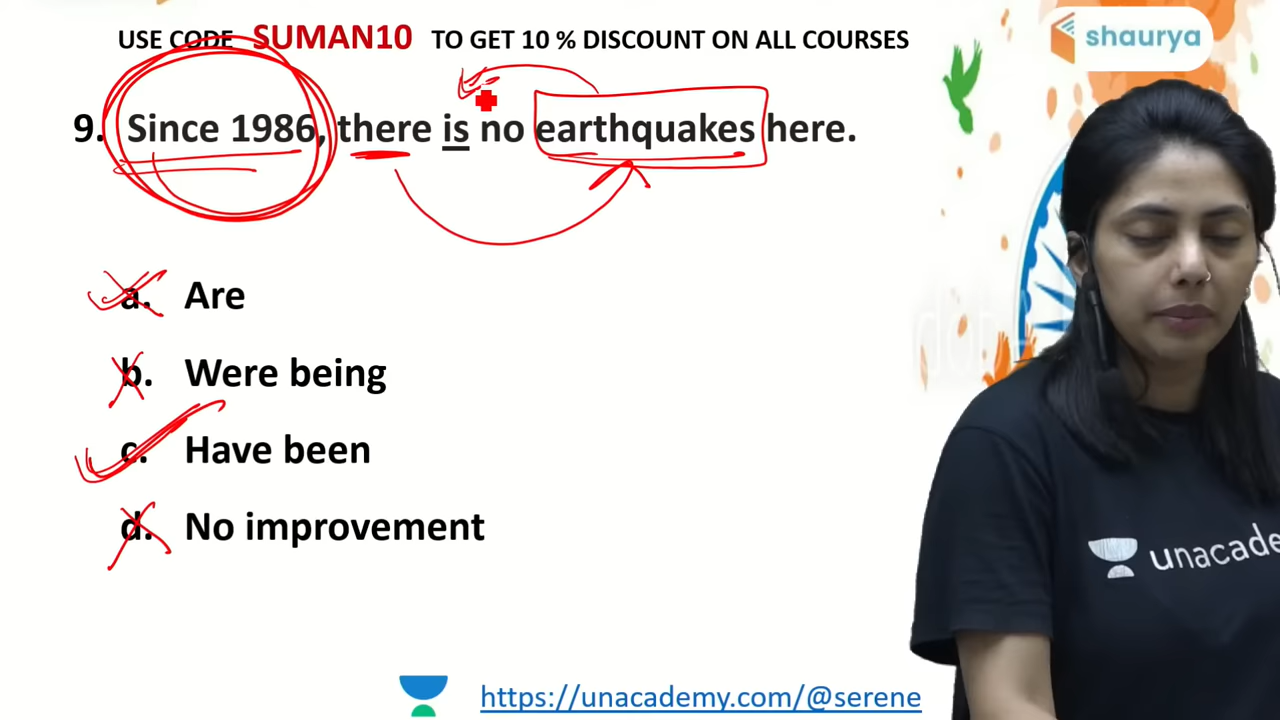 USE CODE SUMAN10 TO GET 10 % DISCOUNT ON ALL COURSES
shaurya
9. Since 1986, there is no earthquakes here.
a. Are
b. Were being
c. Have been
d. No improvement
unacade
https://unacademy.com/@serene